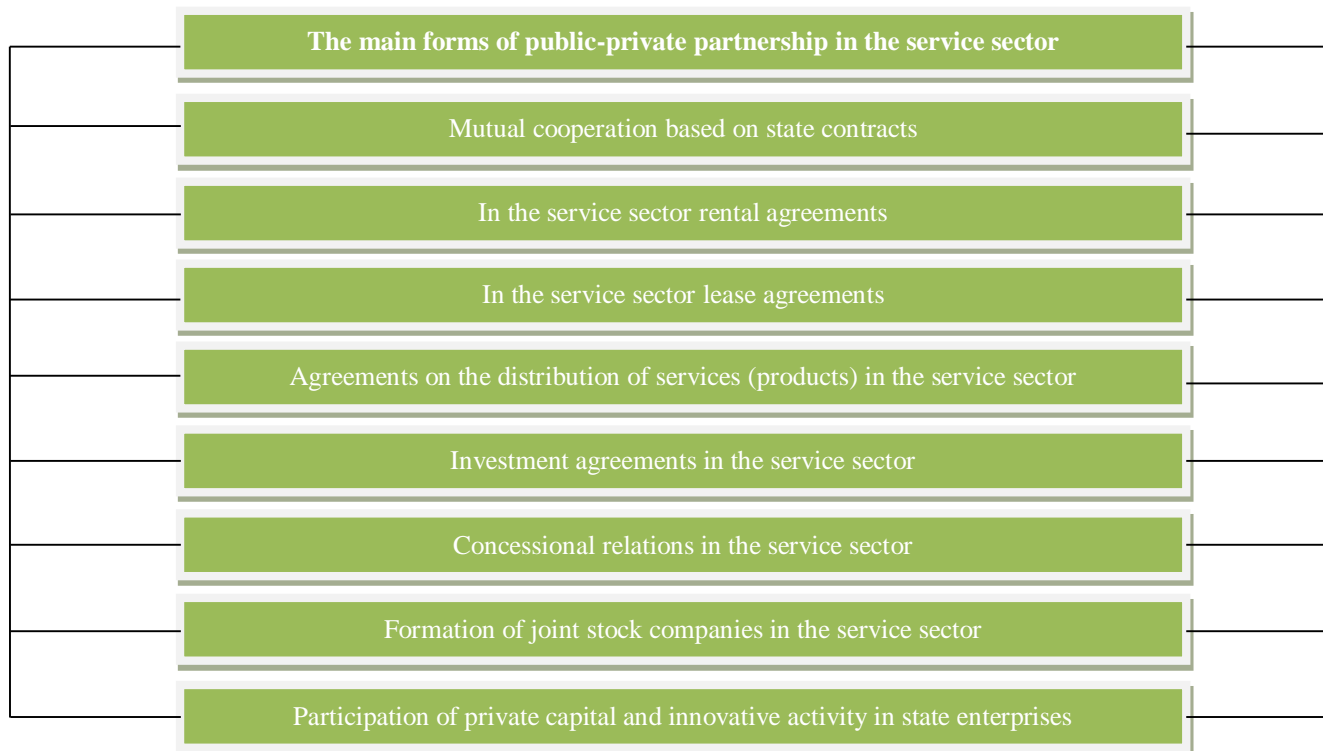 The main forms of public-private partnership in the service sector
Mutual cooperation based on state contracts
In the service sector rental agreements
In the service sector lease agreements
Agreements on the distribution of services (products) in the service sector
Investment agreements in the service sector
Concessional relations in the service sector
Formation of joint stock companies in the service sector
Participation of private capital and innovative activity in state enterprises